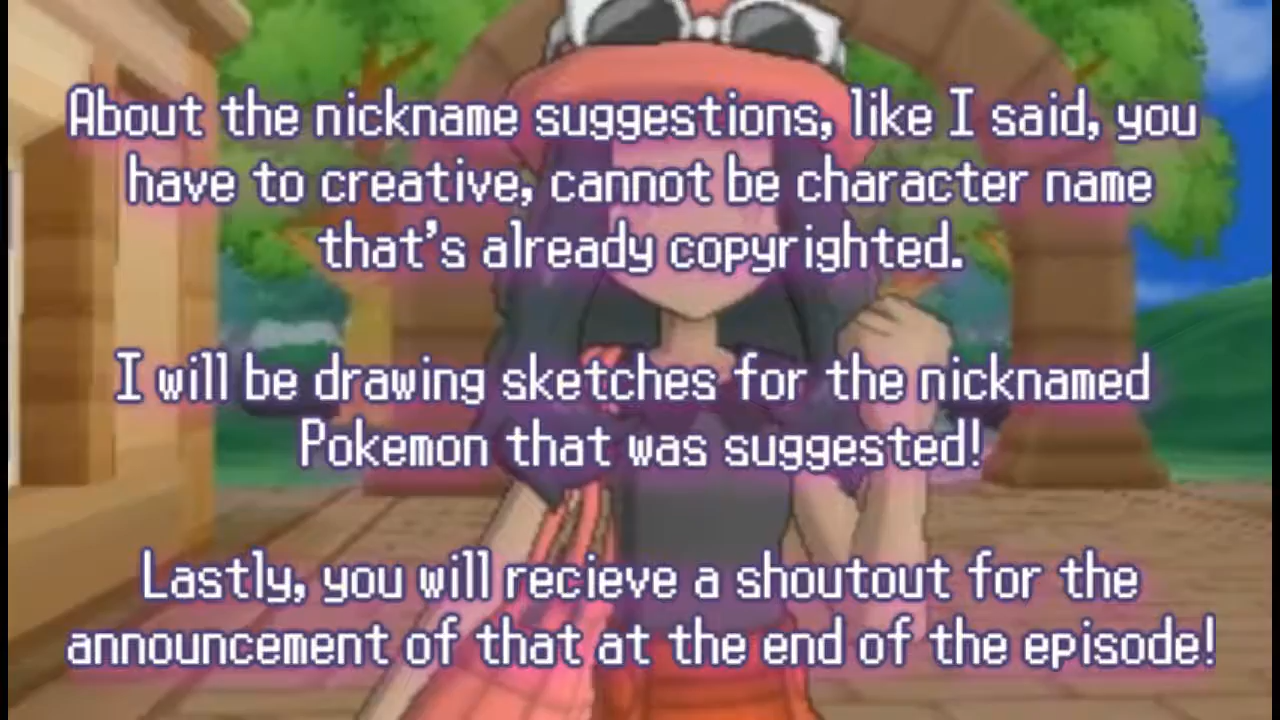 About the nickname suggestions, like I said, you
have to creative, cannot be character name
that's already copyrighted.
I will be drawing sketches for the nicknamed
Pokemon that was suggested!
Lastly, you will recieve a shoutout for the
announcement of that at the end of the episode!